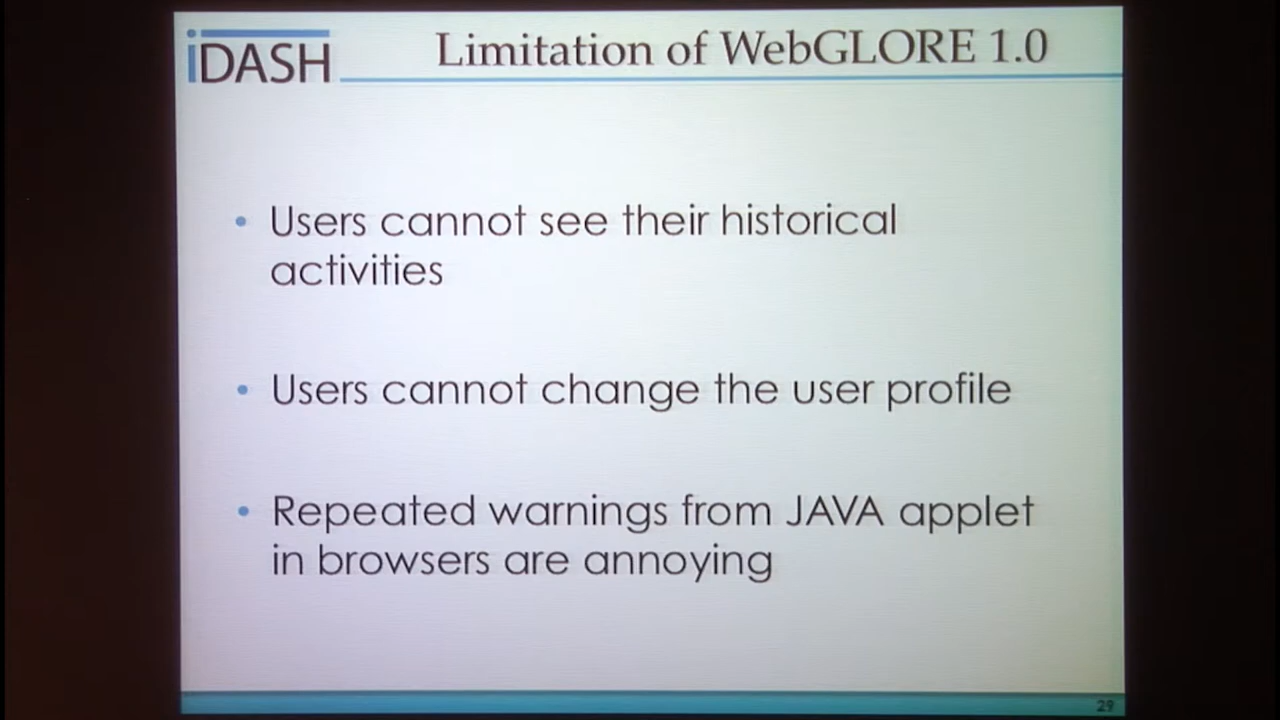 iDASH
Limitation of WebGLORE 1.0
• Users cannot see their historical
activities
• Users cannot change the user profile
• Repeated warnings from JAVA applet
in browsers are annoying
29